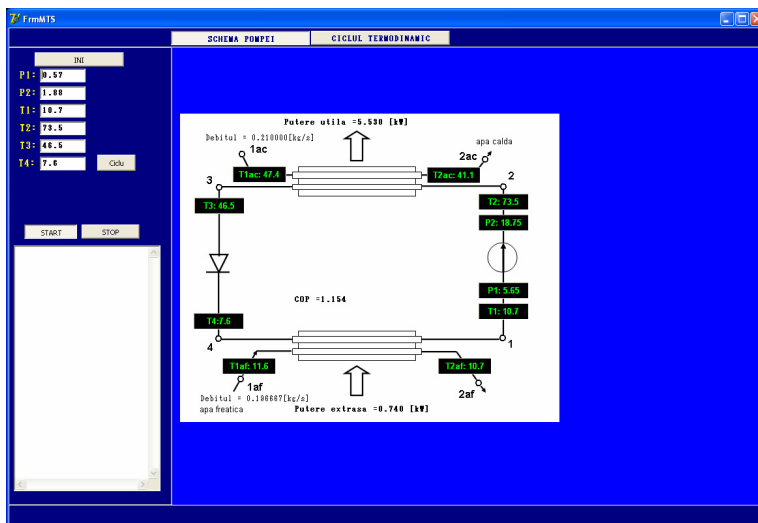 FrmMTS
SCHEMA POMPEI
CICLUL TERMODINAMIC
INI
P1: 0.57
P2: 1.88
T1: 10.7
T2: 73.5
T3: 46.5
T4: 7.6
Ciclu
START
STOP
Putere utila =5.530 [kW]
Debitul = 0.210000[kg/s]
1ac
apa calda
2ac
T1ac: 47.4
T2ac: 41.1
3
2
T3: 46.5
T2: 73.5
P2: 18.75
COP =1.154
P1: 5.65
T1: 10.7
T4:7.6
4
1
T1af: 11.6
T2af: 10.7
1af
2af
Debitul = 0.196667[kg/s]
apa freatica
Putere extrasa =0.740 [kW]